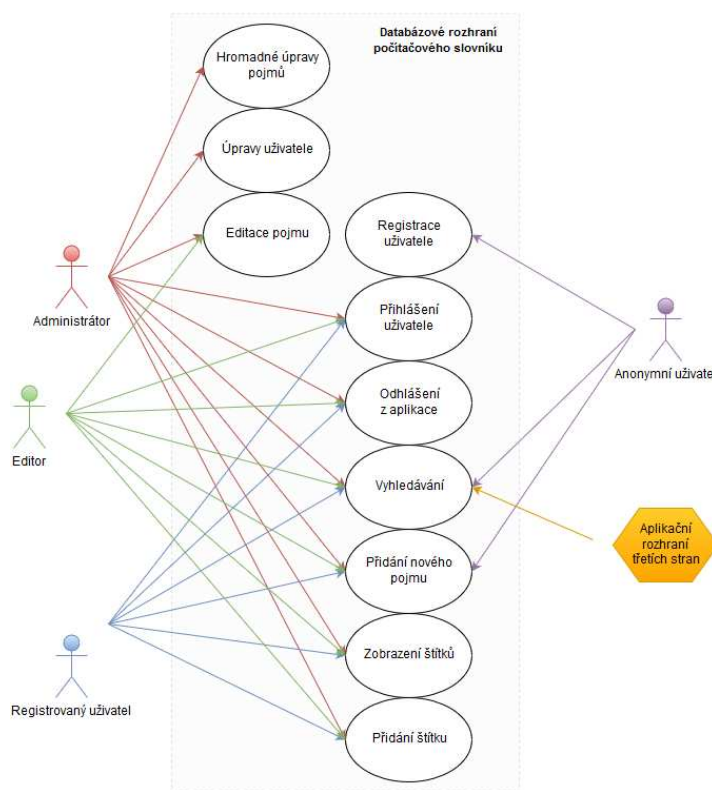 Databázové rozhraní
počítačového slovníku
Hromadné úpravy
pojmů
Úpravy uživatele
Editace pojmu
Registrace
uživatele
Administrátor
Přihlášení
uživatele
Anonymní uživate
Editor
Odhlášení
z aplikace
Vyhledávání
Aplikační
rozhraní
třetích stran
Přidání nového
pojmu
Zobrazení štítků
Registrovaný uživatel
Přidání štítku